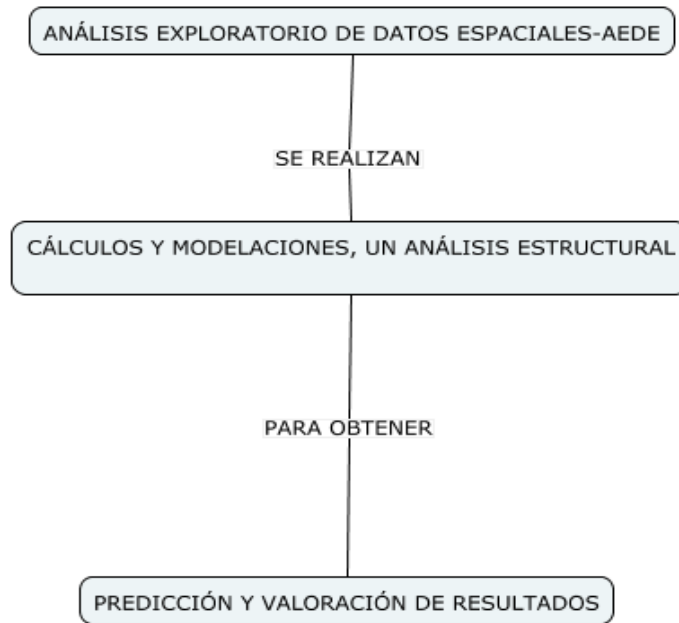 ANÁLISIS EXPLORATORIO DE DATOS ESPACIALES-AEDE
SE REALIZAN
CÁLCULOS Y MODELACIONES, UN ANÁLISIS ESTRUCTURAL
PARA OBTENER
PREDICCIÓN Y VALORACIÓN DE RESULTADOS